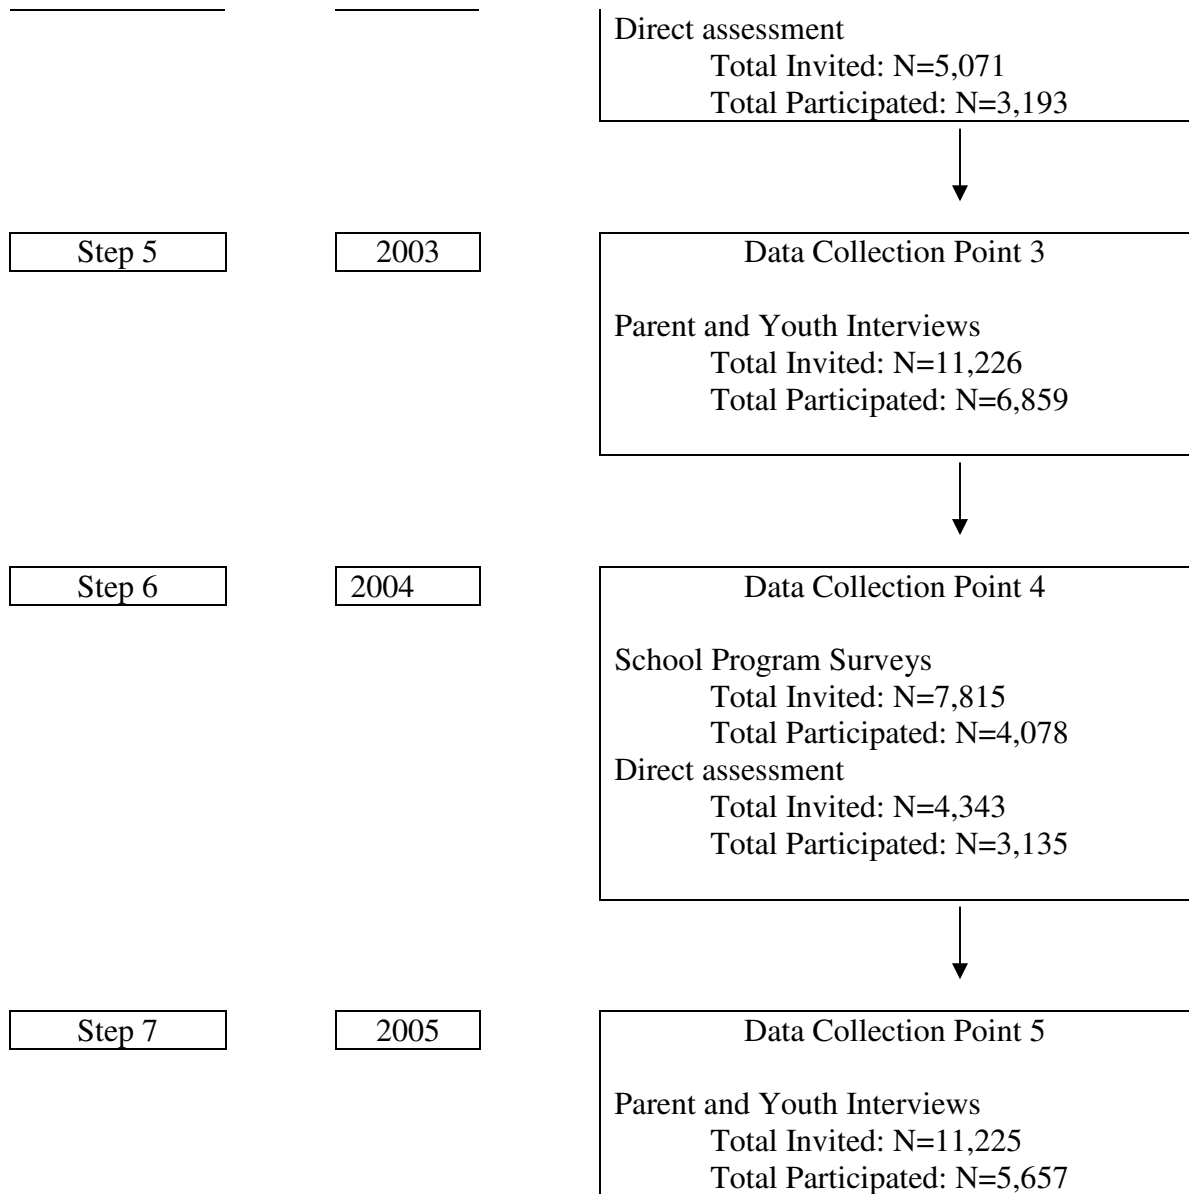 Direct assessment
Total Invited: N=5,071
Total Participated: N=3,193
Step 5
2003
Data Collection Point 3
Parent and Youth Interviews
Total Invited: N=11,226
Total Participated: N=6,859
Step 6
2004
Data Collection Point 4
School Program Surveys
Total Invited: N=7,815
Total Participated: N=4,078
Direct assessment
Total Invited: N=4,343
Total Participated: N=3,135
Step 7
2005
Data Collection Point 5
Parent and Youth Interviews
Total Invited: N=11,225
Total Participated: N=5,657